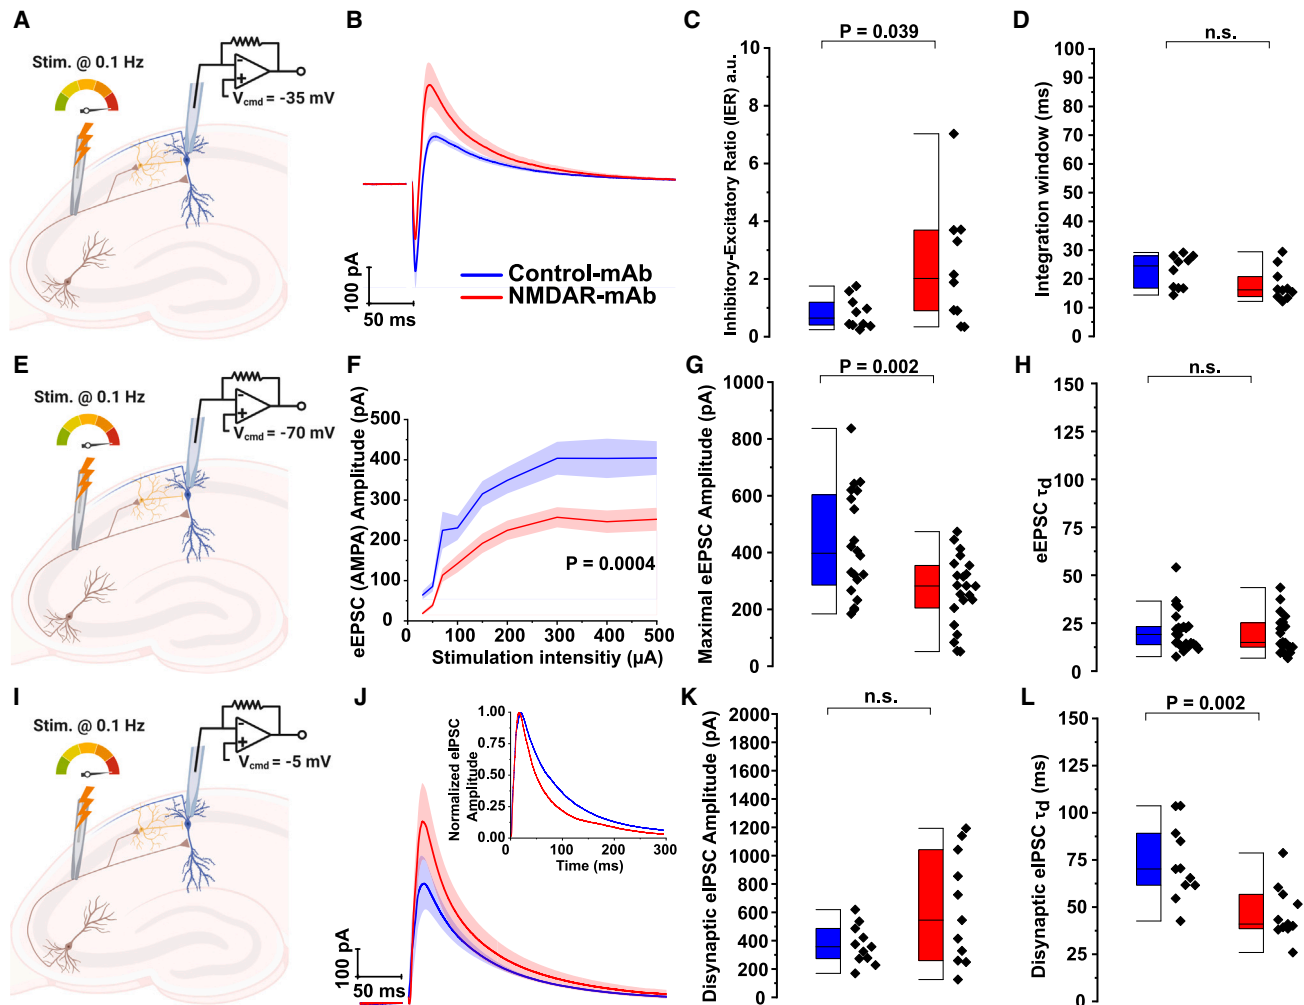 A
Stim. @ 0.1 Hz
-
+
Vcmd = -35 mV
B
100 pA
50 ms
Control-mAb
NMDAR-mAb
C
P = 0.039
Inhibitory-Excitatory Ratio (IER) a.u.
10
8
6
4
2
0
D
n.s.
Integration window (ms)
100
90
80
70
60
50
40
30
20
10
0
E
Stim. @ 0.1 Hz
-
+
Vcmd = -70 mV
F
eEPSC (AMPA) Amplitude (pA)
500
400
300
200
100
0
0 100 200 300 400 500
Stimulation intensitiy (µA)
P = 0.0004
G
P = 0.002
Maximal eEPSC Amplitude (pA)
1000
800
600
400
200
0
H
n.s.
eEPSC τd
150
125
100
75
50
25
0
I
Stim. @ 0.1 Hz
-
+
Vcmd = -5 mV
J
Normalized eIPSC
Amplitude
1.00
0.75
0.50
0.25
0.00
0 100 200 300
Time (ms)
100 pA
50 ms
K
n.s.
Disynaptic eIPSC Amplitude (pA)
2000
1800
1600
1400
1200
1000
800
600
400
200
0
L
P = 0.002
Disynaptic eIPSC τd (ms)
150
125
100
75
50
25
0